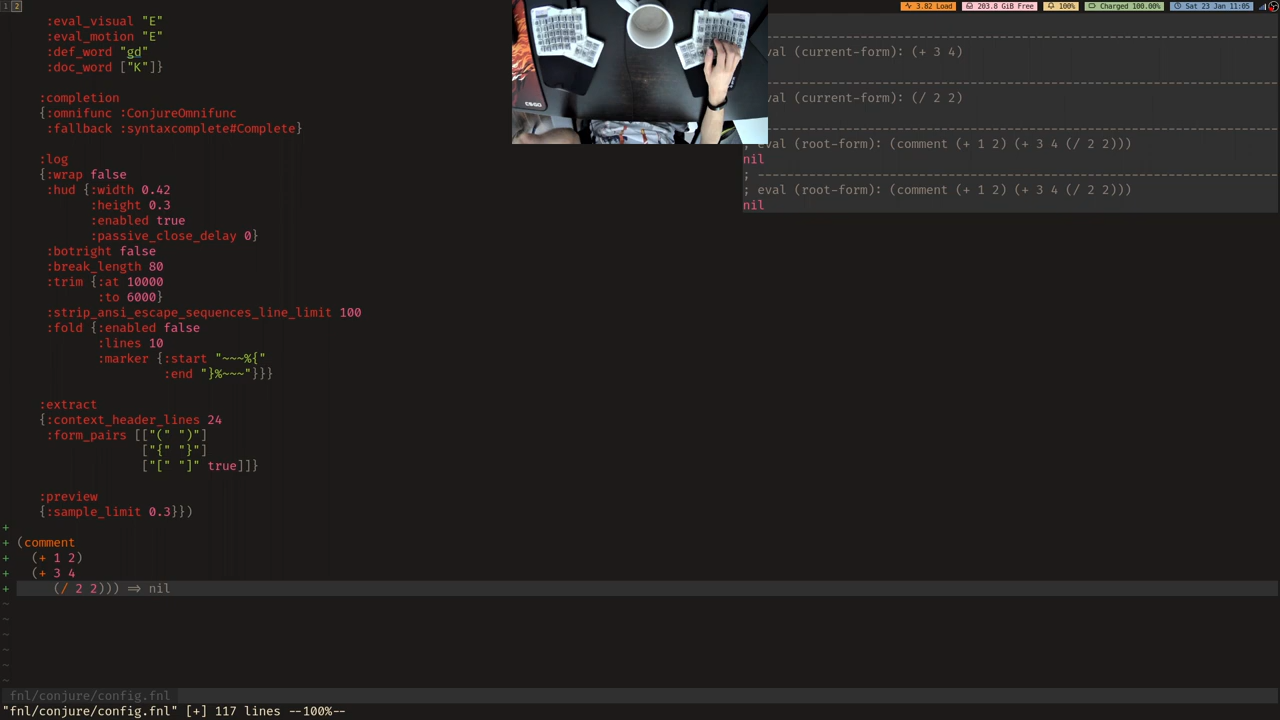 1 2
3.82 Load 203.8 GiB Free 100% Charged 100.00% Sat 23 Jan 11:05
:eval_visual "E"
:eval_motion "E"
:def_word "gd"
:doc_word ["K"]}
:completion
{:omnifunc :ConjureOmnifunc
:fallback :syntaxcomplete#Complete}
:log
{:wrap false
:hud {:width 0.42
:height 0.3
:enabled true
:passive_close_delay 0}
:botright false
:break_length 80
:trim {:at 10000
:to 6000}
:strip_ansi_escape_sequences_line_limit 100
:fold {:enabled false
:lines 10
:marker {:start "~~~%{"
:end "}%~~~"}}}
:extract
{:context_header_lines 24
:form_pairs [["(" ")"]
["{" "}"]
["[" "]" true]]}
:preview
{:sample_limit 0.3}})
+
+ (comment
+ (+ 1 2)
+ (+ 3 4
+ (/ 2 2))) => nil
~
~
~
~
~
~
fnl/conjure/config.fnl
"fnl/conjure/config.fnl" [+] 117 lines --100%--
--------------------------------------------------------------------
eval (current-form): (+ 3 4)
--------------------------------------------------------------------
eval (current-form): (/ 2 2)
--------------------------------------------------------------------
; eval (root-form): (comment (+ 1 2) (+ 3 4 (/ 2 2)))
nil
; --------------------------------------------------------------------
; eval (root-form): (comment (+ 1 2) (+ 3 4 (/ 2 2)))
nil
CS:GO